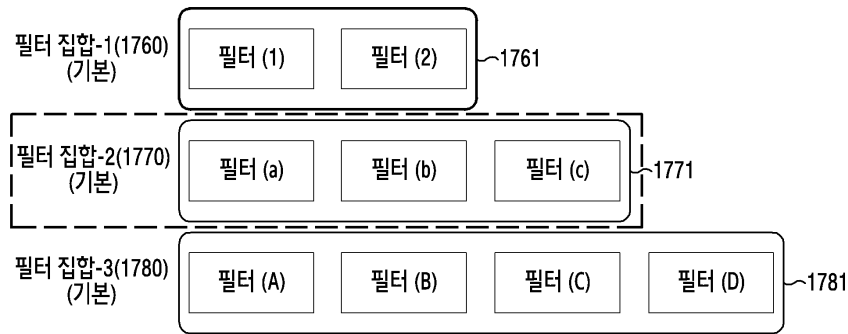 필터 집합-1(1760)
(기본)
필터 (1) 필터 (2)
1761
필터 집합-2(1770)
(기본)
필터 (a) 필터 (b) 필터 (c)
1771
필터 집합-3(1780)
(기본)
필터 (A) 필터 (B) 필터 (C) 필터 (D)
1781